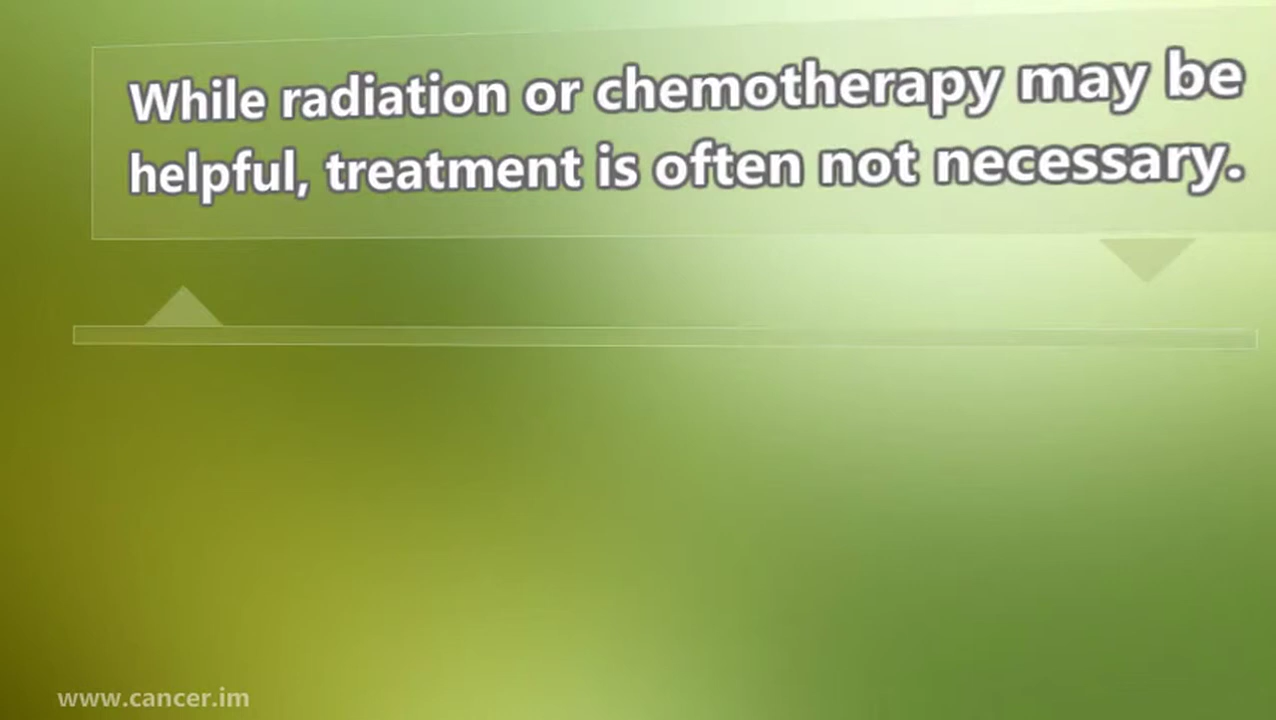 While radiation or chemotherapy may be
helpful, treatment is often not necessary.
www.cancer.im